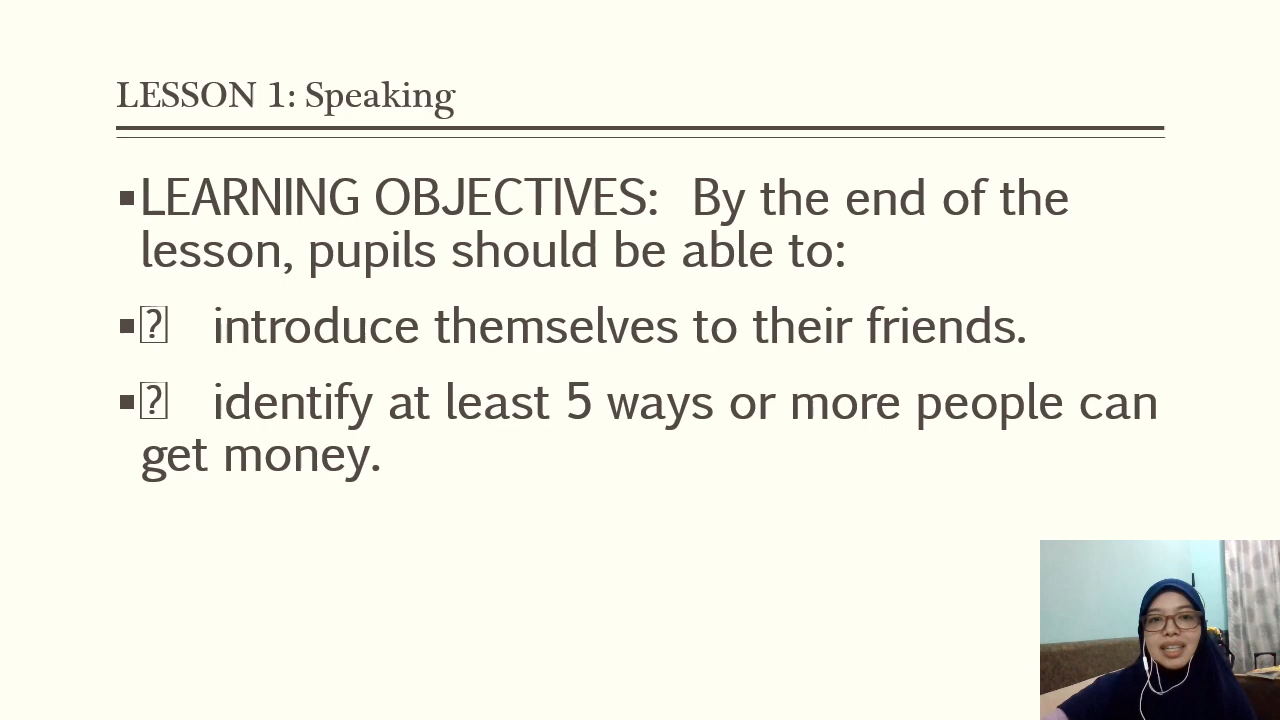 LESSON 1: Speaking
▪LEARNING OBJECTIVES:  By the end of the
lesson, pupils should be able to:
▪ introduce themselves to their friends.
▪ identify at least 5 ways or more people can
get money.